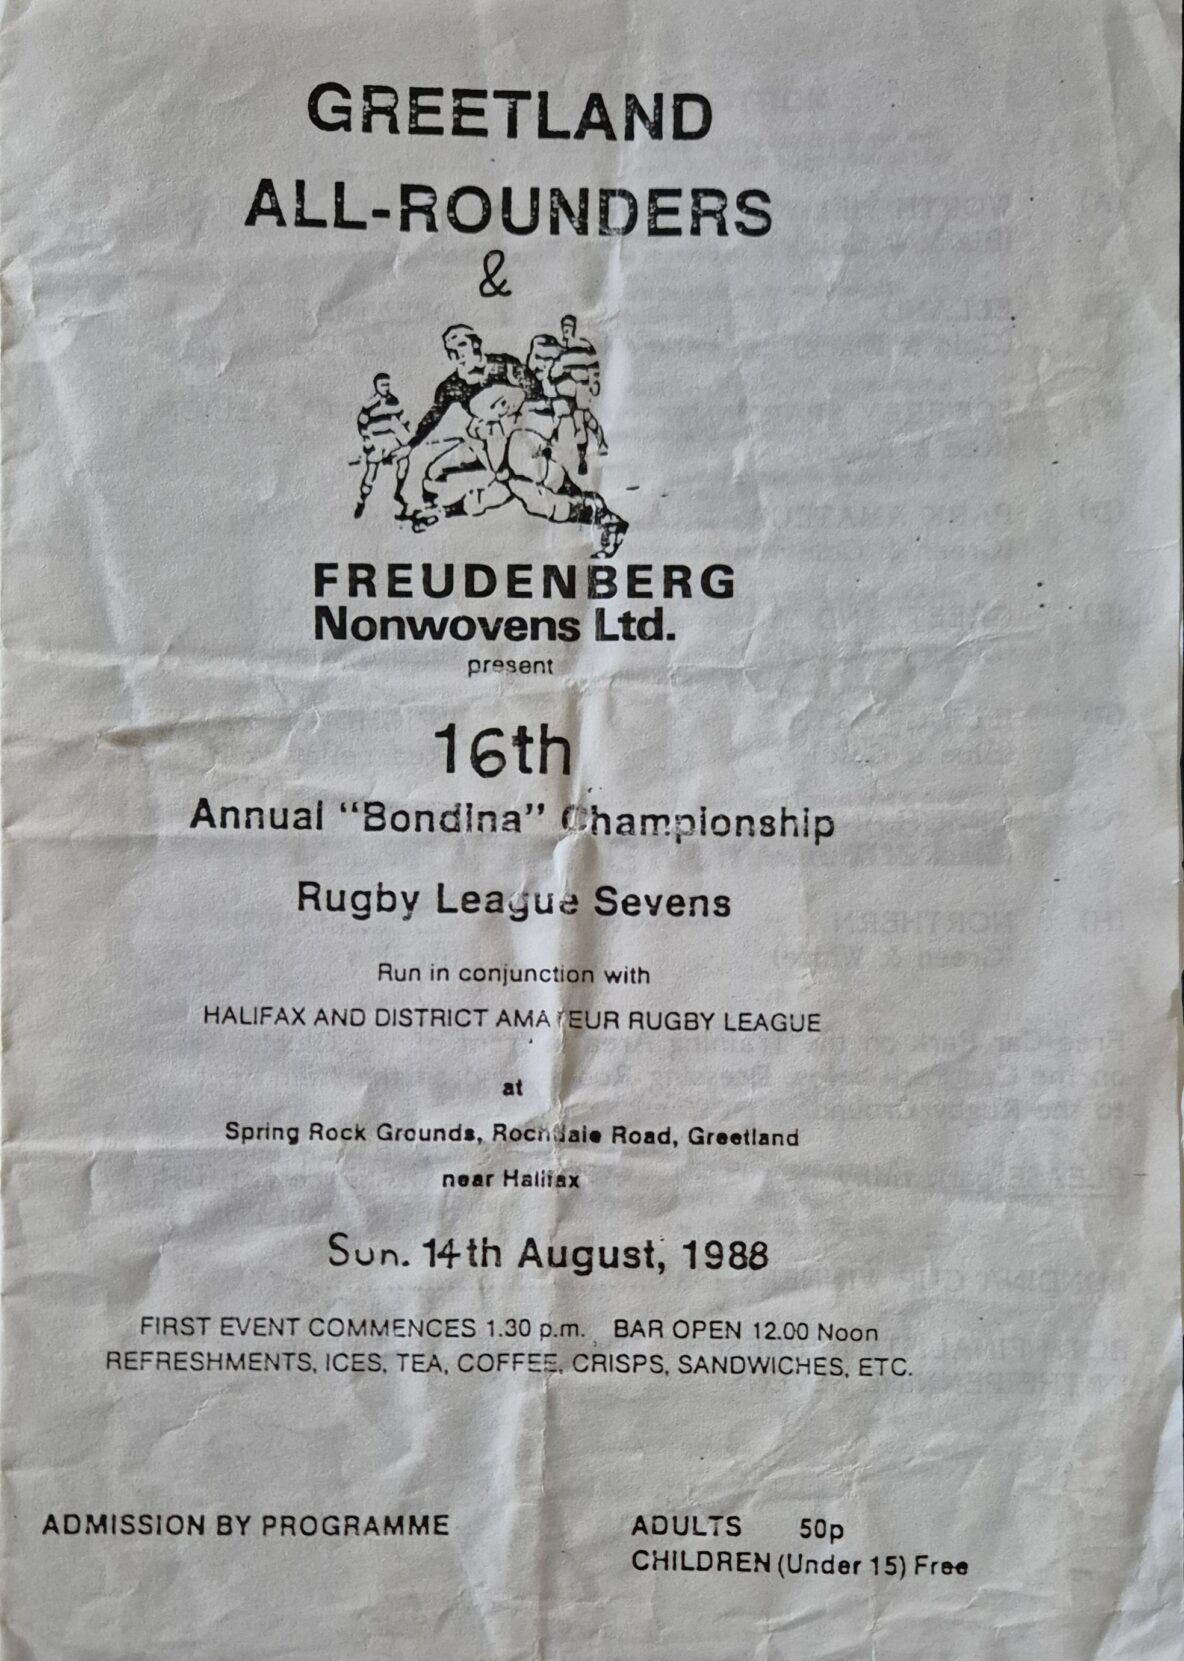 GREETLAND
ALL-ROUNDERS
&
FREUDENBERG
Nonwovens Ltd.
present
16th
Annual "Bondina" Championship
Rugby League Sevens
Run in conjunction with
HALIFAX AND DISTRICT AMATEUR RUGBY LEAGUE
at
Spring Rock Grounds, Rochdale Road, Greetland
near Halifax
Sun. 14th August, 1988
FIRST EVENT COMMENCES 1.30 p.m. BAR OPEN 12.00 Noon
REFRESHMENTS, ICES, TEA, COFFEE, CRISPS, SANDWICHES, ETC.
ADMISSION BY PROGRAMME ADULTS 50p
CHILDREN (Under 15) Free